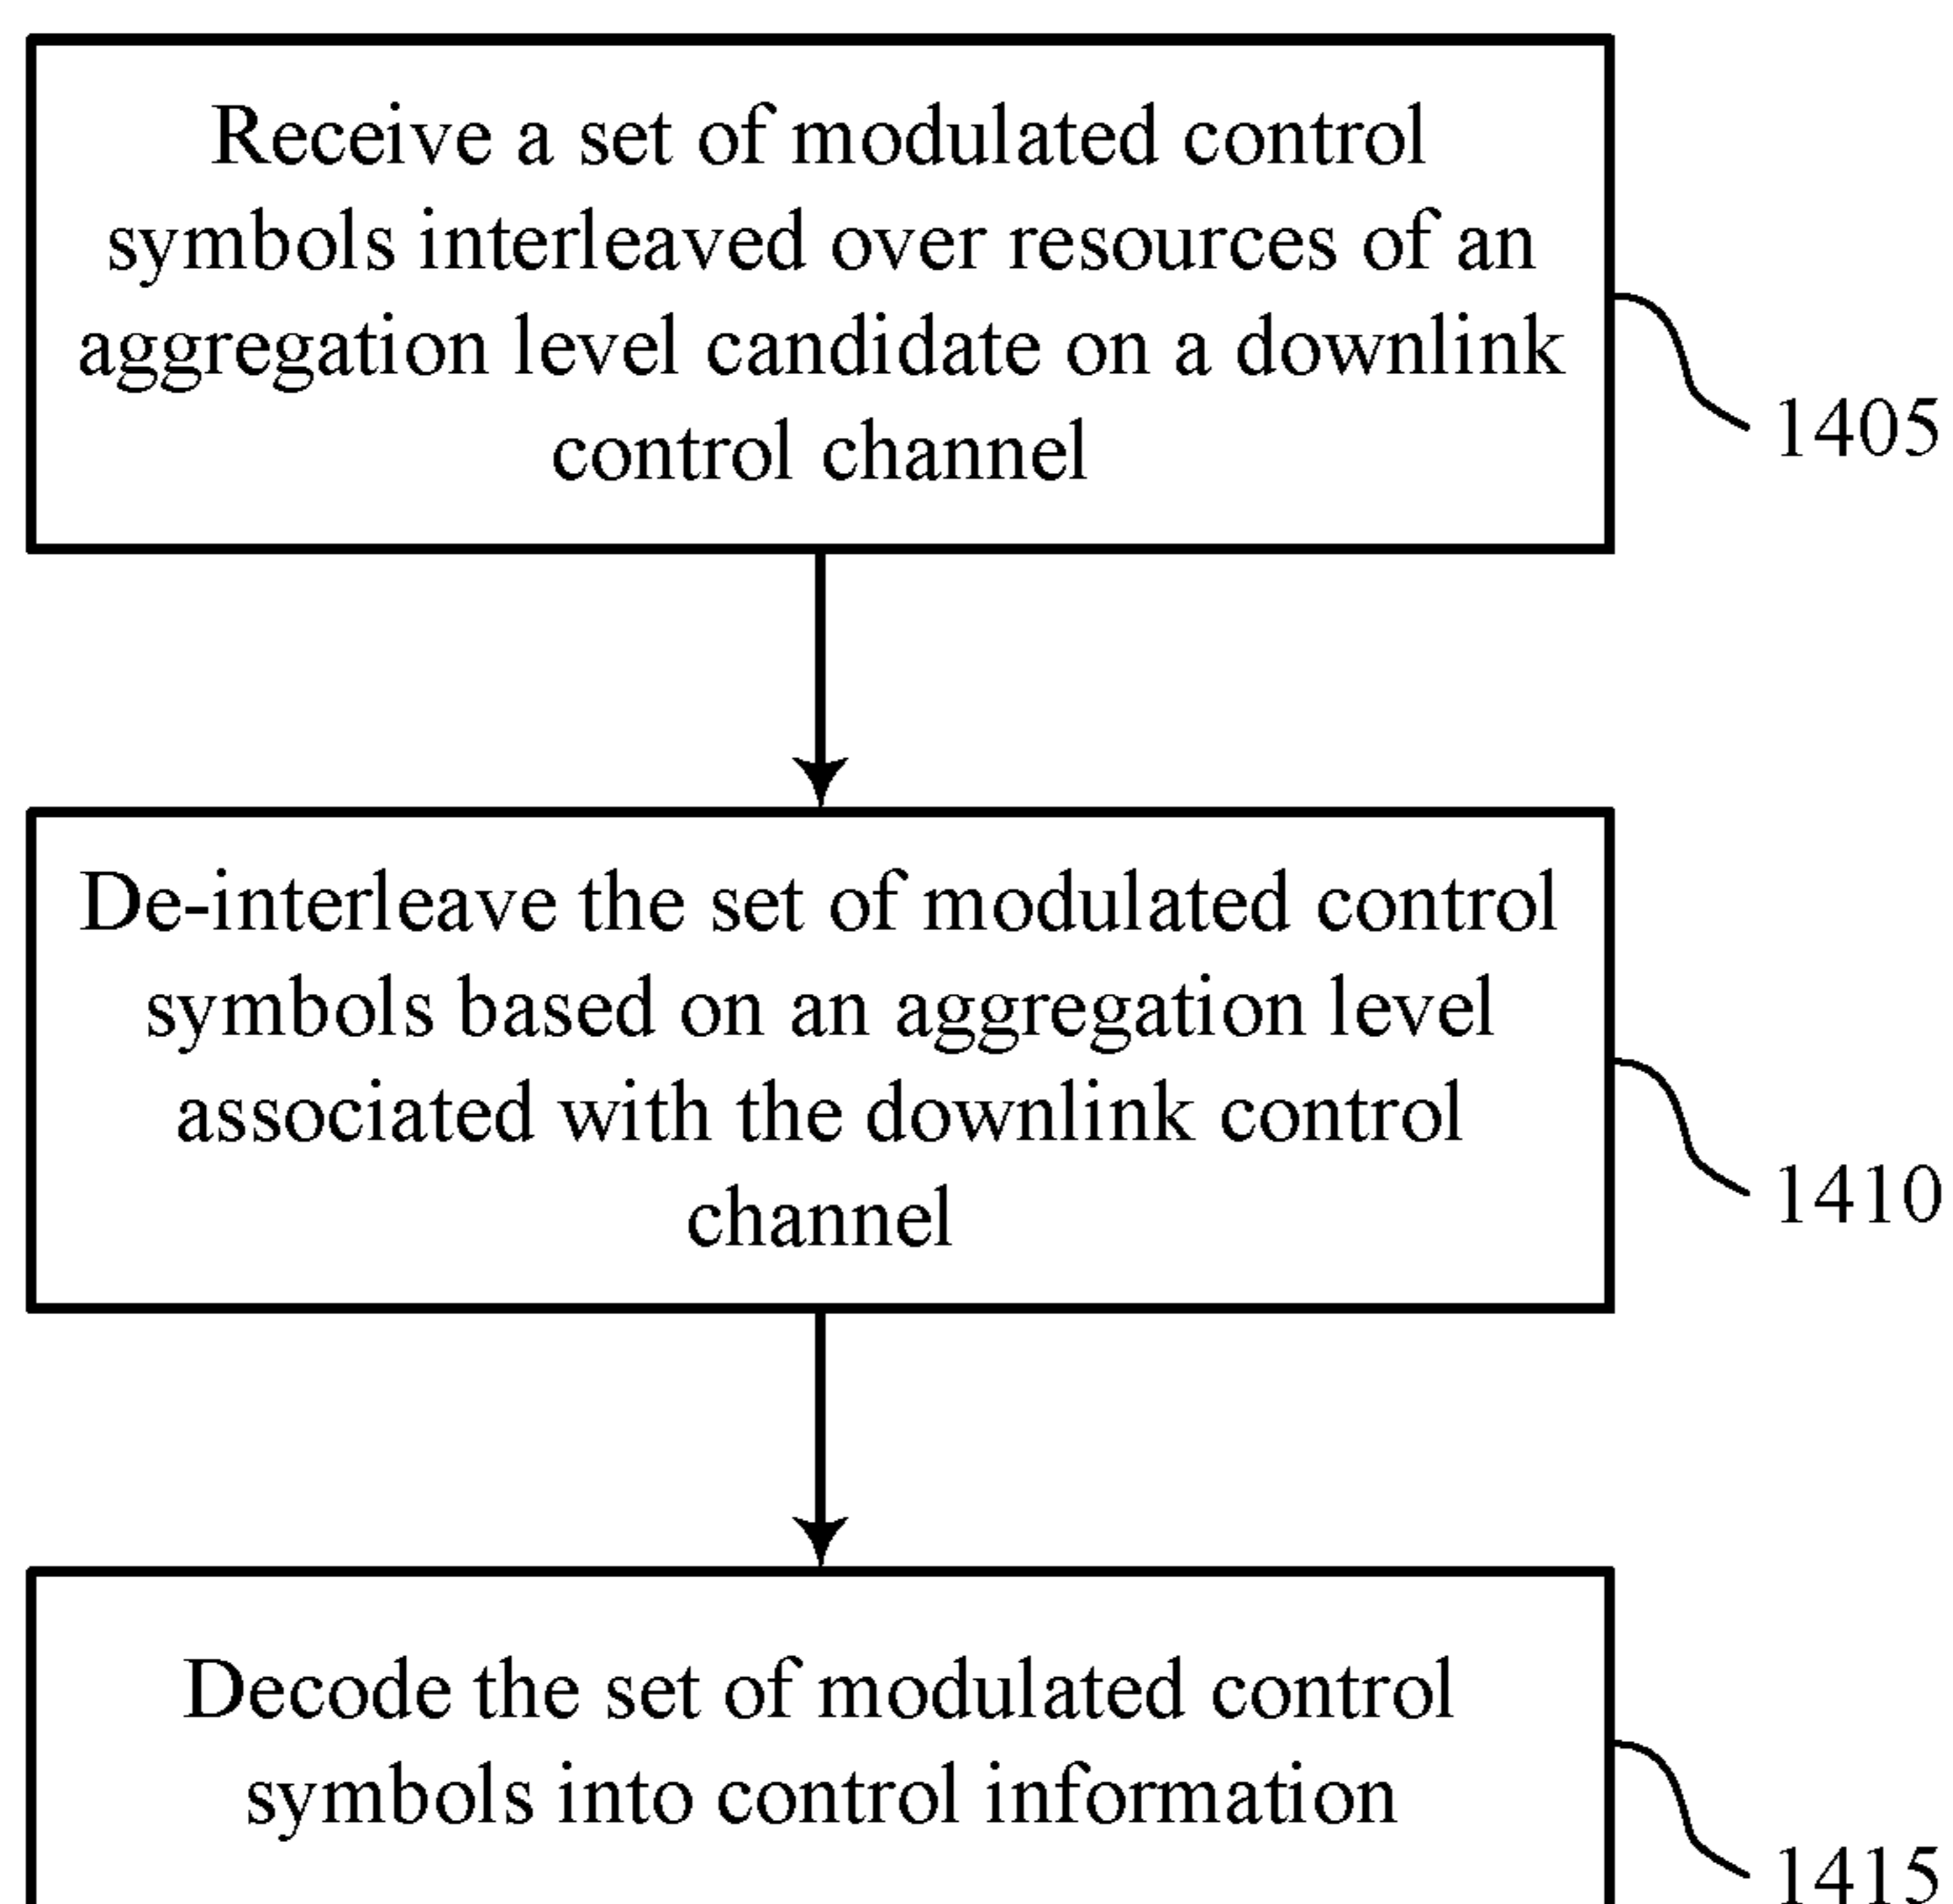 Receive a set of modulated control
symbols interleaved over resources of an
aggregation level candidate on a downlink
control channel
1405
De-interleave the set of modulated control
symbols based on an aggregation level
associated with the downlink control
channel
1410
Decode the set of modulated control
symbols into control information
1415